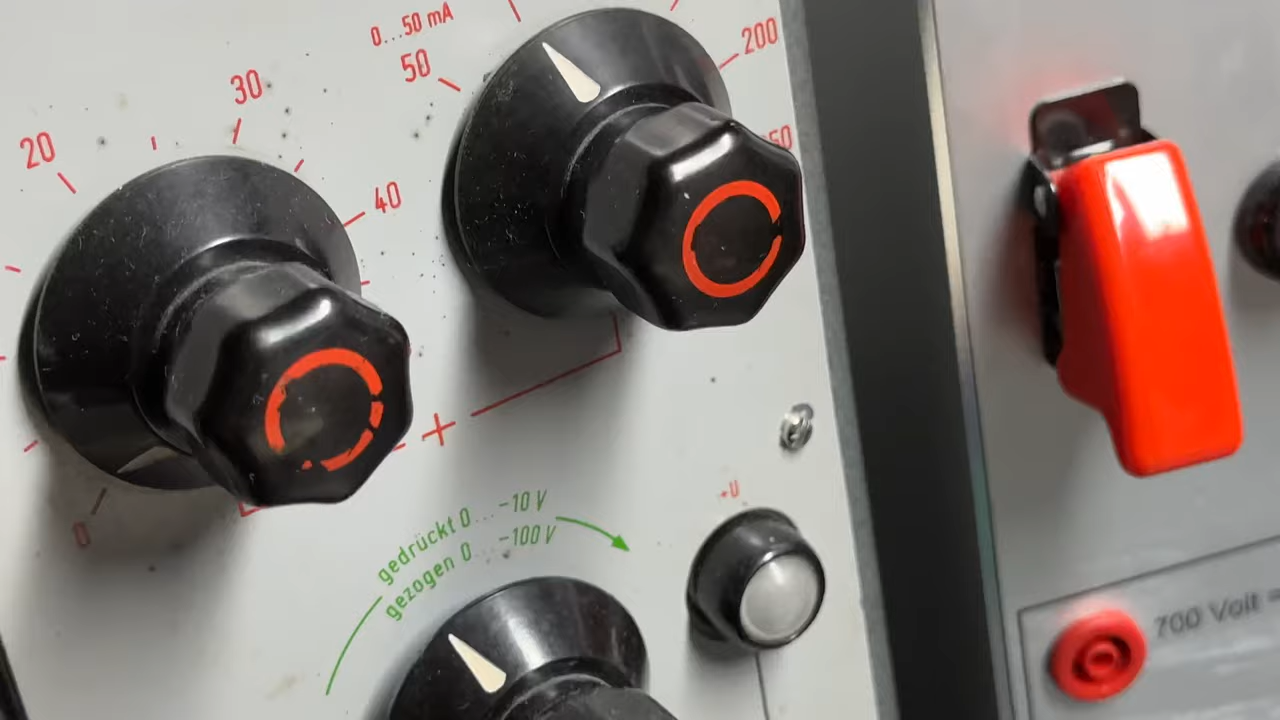 0...50 mA
50
200
30
20
40
0
+
gedrückt 0... -10 V
gezogen 0... -100 V
+U
700 Volt =